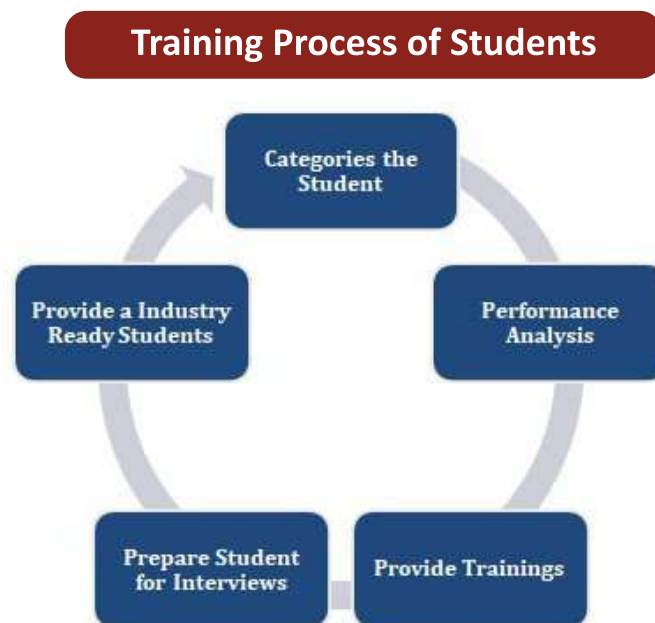 Training Process of Students
Categories the
Student
Performance
Analysis
Provide Trainings
Prepare Student
for Interviews
Provide a Industry
Ready Students